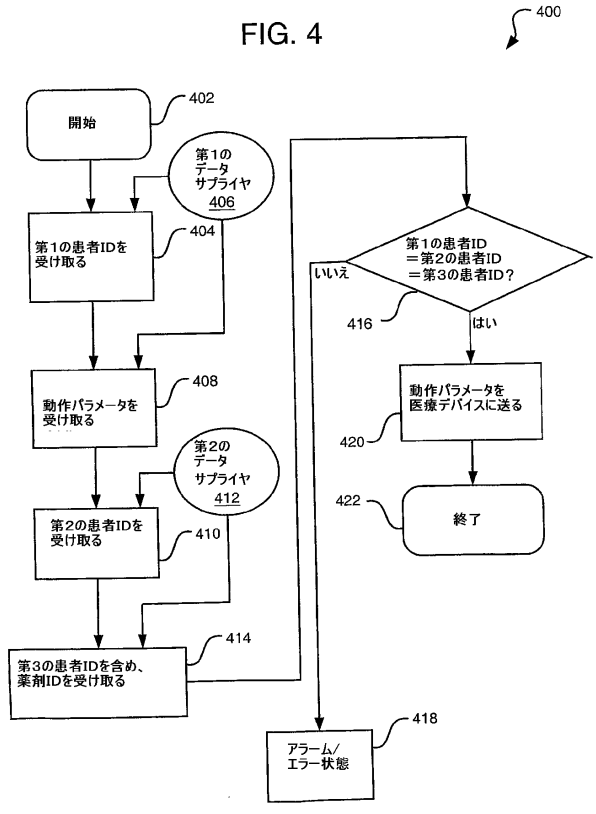 FIG. 4
400
開始
402
第1の
データ
サプライヤ
406
第1の患者IDを
受け取る
404
動作パラメータを
受け取る
408
第2の
データ
サプライヤ
412
第2の患者IDを
受け取る
410
第3の患者IDを含め、
薬剤IDを受け取る
414
第1の患者ID
=第2の患者ID
=第3の患者ID?
416
いいえ
はい
動作パラメータを
医療デバイスに送る
420
終了
422
アラーム/
エラー状態
418